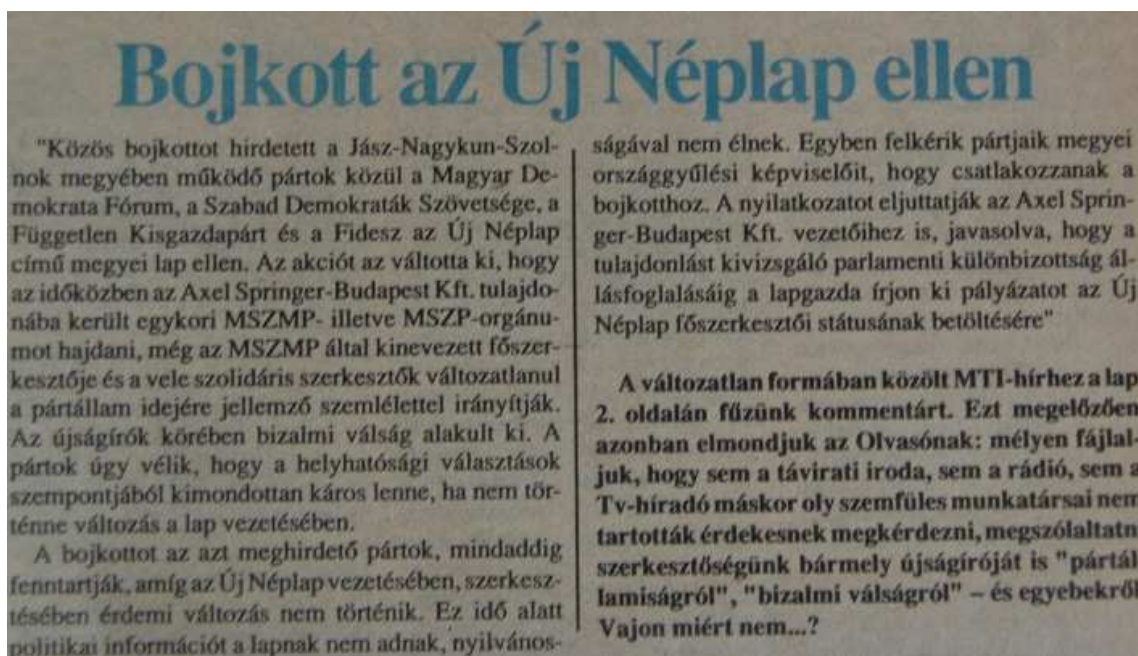 Bojkott az Új Néplap ellen
"Közös bojkottot hirdetett a Jász-Nagykun-Szol-
nok megyében működő pártok közül a Magyar De-
mokrata Fórum, a Szabad Demokraták Szövetsége, a
Független Kisgazdapárt és a Fidesz az Új Néplap
című megyei lap ellen. Az akciót az váltotta ki, hogy
az időközben az Axel Springer-Budapest Kft. tulajdo-
nába került egykori MSZMP- illetve MSZP-orgánu-
mot hajdani, még az MSZMP által kinevezett főszer-
kesztője és a vele szolidáris szerkesztők változatlanul
a pártállam idejére jellemző szemlélettel irányítják.
Az újságírók körében bizalmi válság alakult ki. A
pártok úgy vélik, hogy a helyhatósági választások
szempontjából kimondottan káros lenne, ha nem tör-
ténne változás a lap vezetésében.
A bojkottot az azt meghirdető pártok, mindaddig
fenntartják, amíg az Új Néplap vezetésében, szerkesz-
tésében érdemi változás nem történik. Ez idő alatt
politikai információt a lapnak nem adnak, nyilvános-
ságával nem élnek. Egyben felkérik pártjaik megyei
országgyűlési képviselőit, hogy csatlakozzanak a
bojkotthoz. A nyilatkozatot eljuttatják az Axel Sprin-
ger-Budapest Kft. vezetőihez is, javasolva, hogy a
tulajdonlást kivizsgáló parlamenti különbizottság ál-
lásfoglalásáig a lapgazda írjon ki pályázatot az Új
Néplap főszerkesztői státusának betöltésére"
A változatlan formában közölt MTI-hírhez a lap
2. oldalán fűzünk kommentárt. Ezt megelőzően
azonban elmondjuk az Olvasónak: mélyen fájlal-
juk, hogy sem a távirati iroda, sem a rádió, sem a
Tv-híradó máskor oly szemfüles munkatársai nem
tartották érdekesnek megkérdezni, megszólaltatn
szerkesztőségünk bármely újságíróját is "pártál
lamiságról", "bizalmi válságról" – és egyebekről
Vajon miért nem...?